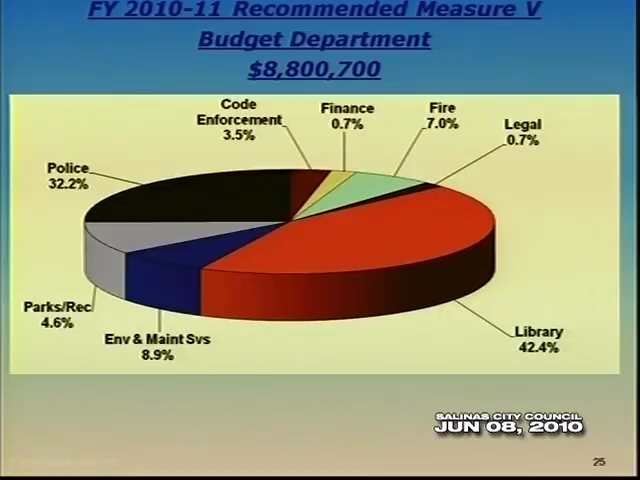 FY 2010-11 Recommended Measure V
Budget Department
$8,800,700
Code
Enforcement
3.5%
Finance
0.7%
Fire
7.0%
Legal
0.7%
Police
32.2%
Parks/Rec
4.6%
Env & Maint Svs
8.9%
Library
42.4%
SALINAS CITY COUNCIL
JUN 08, 2010
25